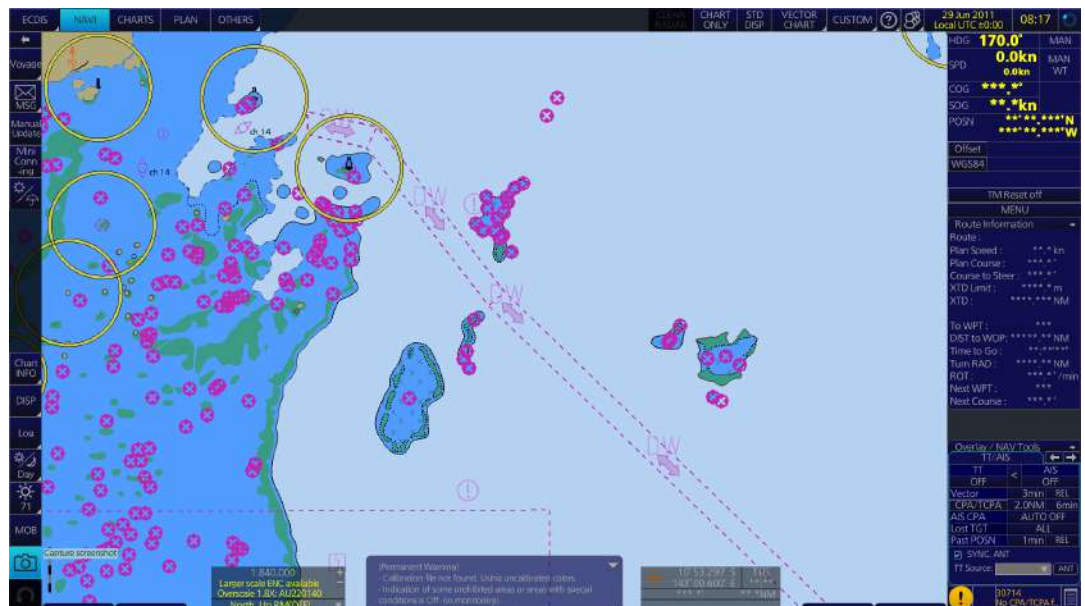 ECDIS NAVI CHARTS PLAN OTHERS CHART ONLY STD DISP VECTOR CHART CUSTOM ? 29 Jun 2011 Local UTC ±0:00 08:17
Voyage
MSG
Manual Update
Mini Conn -ing
Chart INFO
DISP
Log
Day
71
MOB
Capture screenshot
DW
ch 14
ch 14
DW
DW
DW
1:840,000
Larger scale ENC available
Overscale 1.8X: AU220140
(Permanent Warning)
- Calibration file not found. Using uncalibrated colors.
- Indication of some prohibited areas or areas with special
conditions is Off. (no monitoring)
HDG 170.0° MAN
SPD 0.0kn MAN
0.0kn WT
COG ***.*°
SOG **.*kn
POSN **°**.***'N
***°**.***'W
Offset
WGS84
TM Reset off
MENU
Route Information
Route :
Plan Speed : **.* kn
Plan Course : ***.*°
Course to Steer : ***.*°
XTD Limit : ****.* m
XTD : ****.*** NM
To WPT : ***
DIST to WOP: *****.** NM
Time to Go :
Turn RAD : ****.** NM
ROT : ***.*°/min
Next WPT : ***
Next Course : ***.*°
Overlay / NAV Tools
TT/AIS
TT < AIS
OFF OFF
Vector 3min REL
CPA/TCPA 2.0NM 6min
AIS CPA AUTO OFF
Lost TGT ALL
Past POSN 1min REL
SYNC. ANT
TT Source: ANT
30714
No CPA/TCPA f..